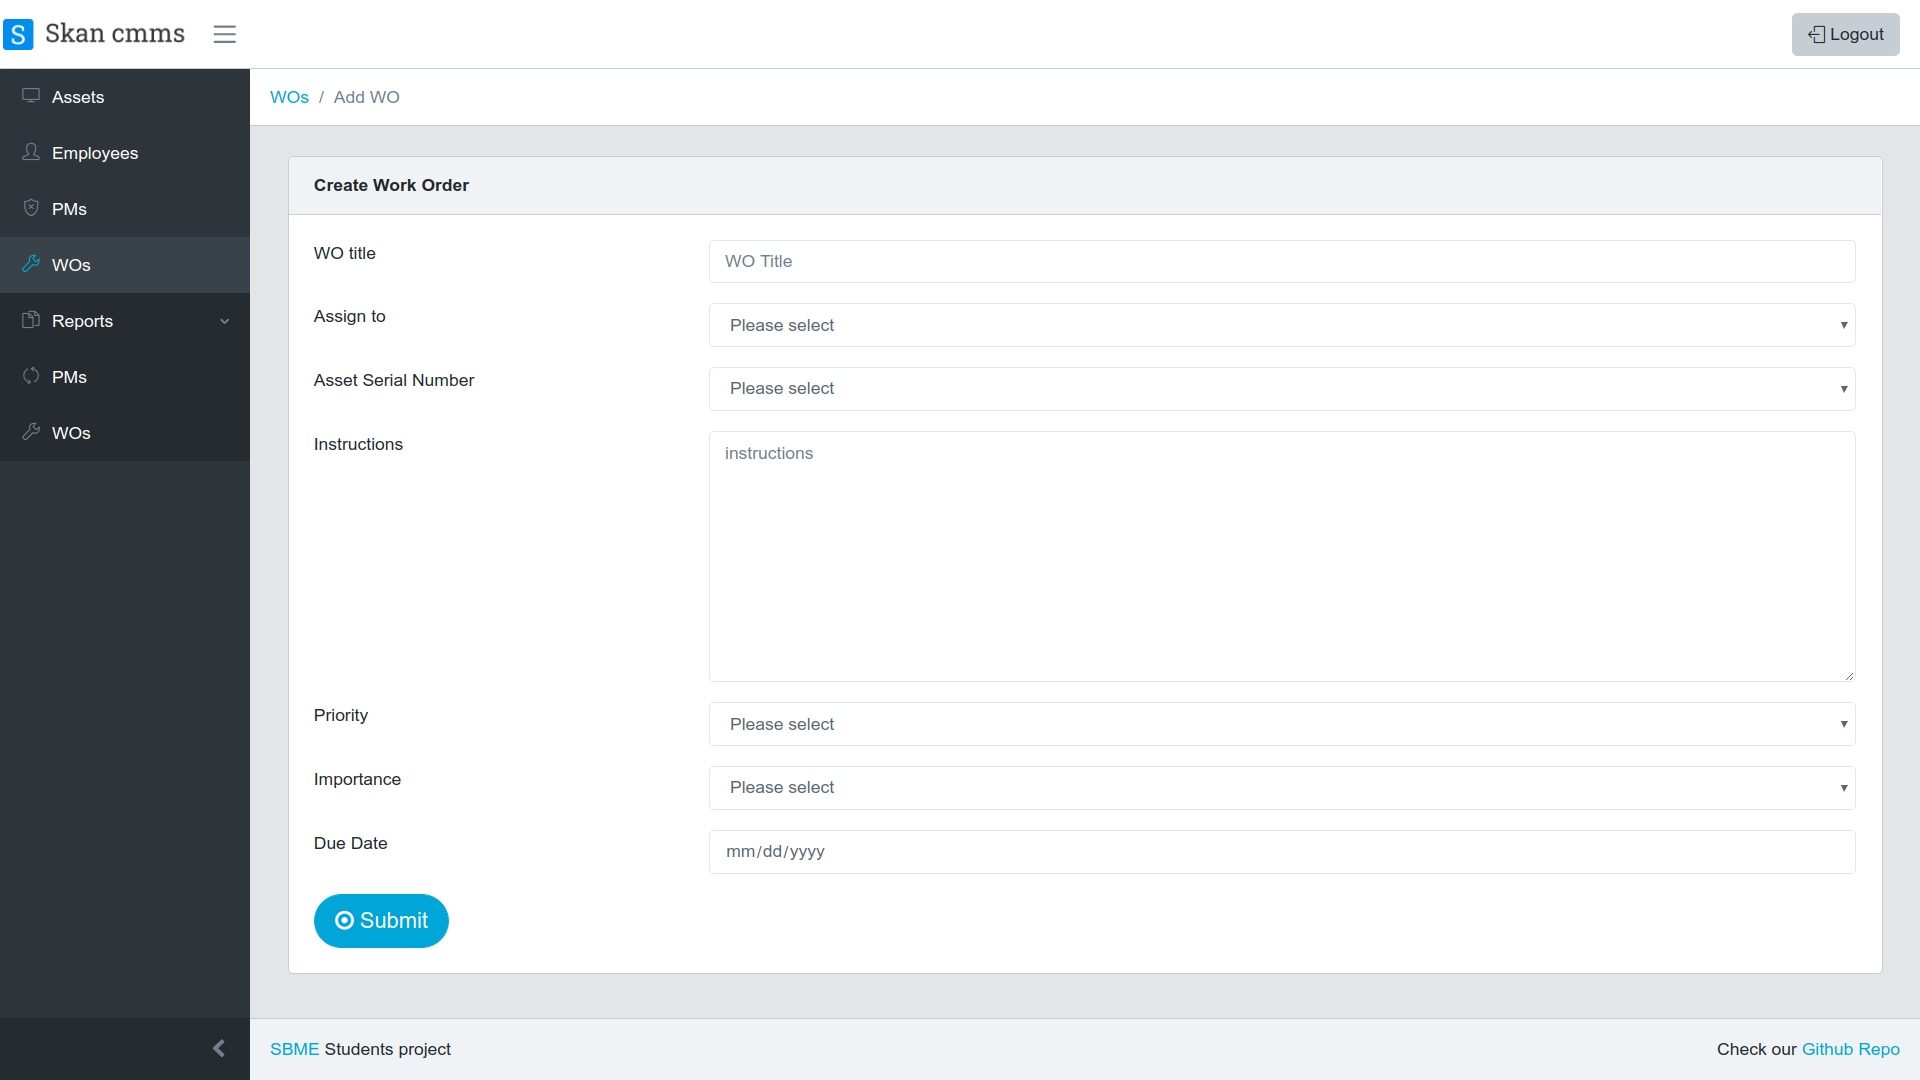 S Skan cmms
Logout
Assets
Employees
PMs
WOs
Reports
PMs
WOs
WOs / Add WO
Create Work Order
WO title
WO Title
Assign to
Please select
Asset Serial Number
Please select
Instructions
instructions
Priority
Please select
Importance
Please select
Due Date
mm/dd/yyyy
Submit
SBME Students project
Check our Github Repo